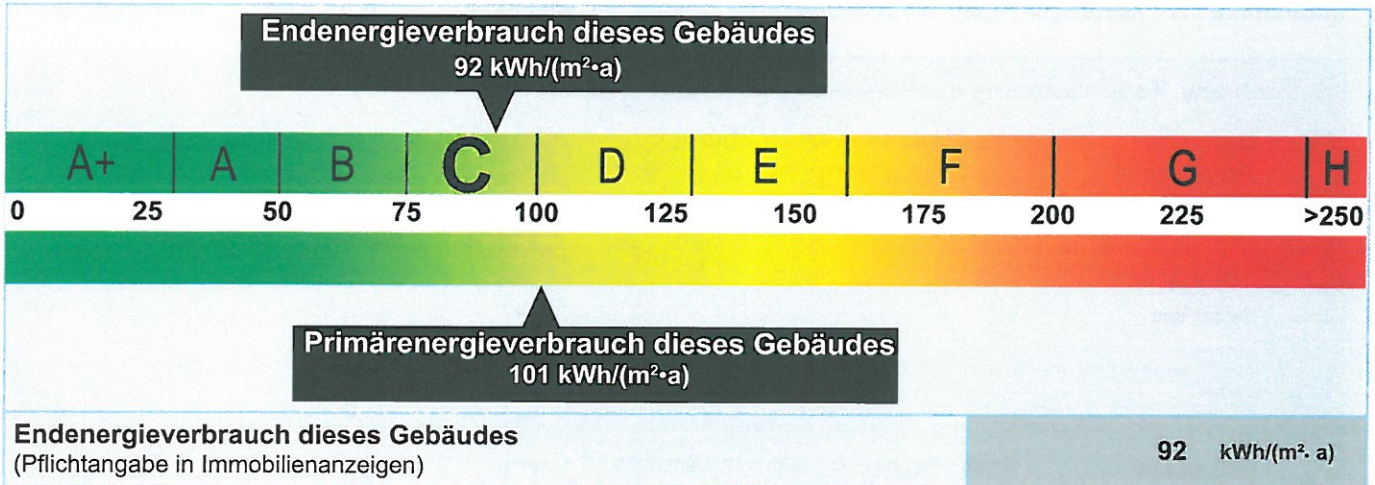 Endenergieverbrauch dieses Gebäudes
92 kWh/(m²•a)
A+ A B C D E F G H
0 25 50 75 100 125 150 175 200 225 >250
Primärenergieverbrauch dieses Gebäudes
101 kWh/(m²•a)
Endenergieverbrauch dieses Gebäudes
(Pflichtangabe in Immobilienanzeigen)
92 kWh/(m²· a)